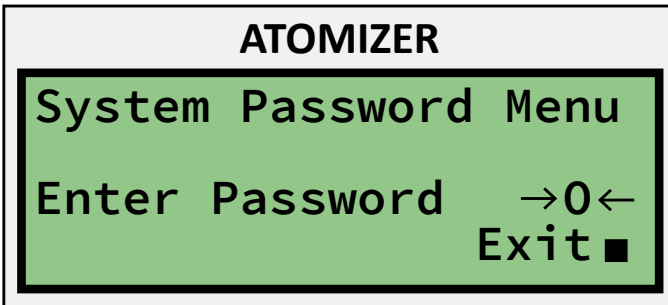 ATOMIZER
System Password Menu
Enter Password →0←
Exit ■